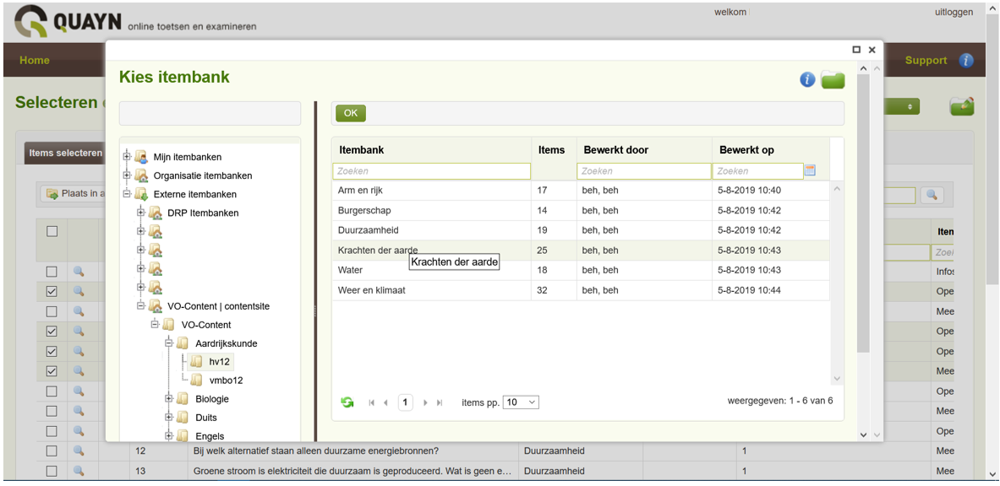 QUAYN online toetsen en examineren
welkom
uitloggen
Home
Support
Selecteren
Items selecteren
Plaats in a
Kies itembank
OK
Mijn itembanken
Organisatie itembanken
Externe itembanken
DRP Itembanken
VO-Content | contentsite
VO-Content
Aardrijkskunde
hv12
vmbo12
Biologie
Duits
Engels
Itembank Items Bewerkt door Bewerkt op
Zoeken Zoeken Zoeken
Arm en rijk 17 beh, beh 5-8-2019 10:40
Burgerschap 14 beh, beh 5-8-2019 10:42
Duurzaamheid 19 beh, beh 5-8-2019 10:42
Krachten der aarde 25 beh, beh 5-8-2019 10:43
Krachten der aarde
Water 18 beh, beh 5-8-2019 10:43
Weer en klimaat 32 beh, beh 5-8-2019 10:44
1 items pp. 10 weergegeven: 1 - 6 van 6
Iten
Zoel
Infos
Ope
Mee
Ope
Ope
Mee
Ope
Mee
Ope
12 Bij welk alternatief staan alleen duurzame energiebronnen? Duurzaamheid 1 Mee
13 Groene stroom is elektriciteit die duurzaam is geproduceerd. Wat is geen e... Duurzaamheid 1 Mee